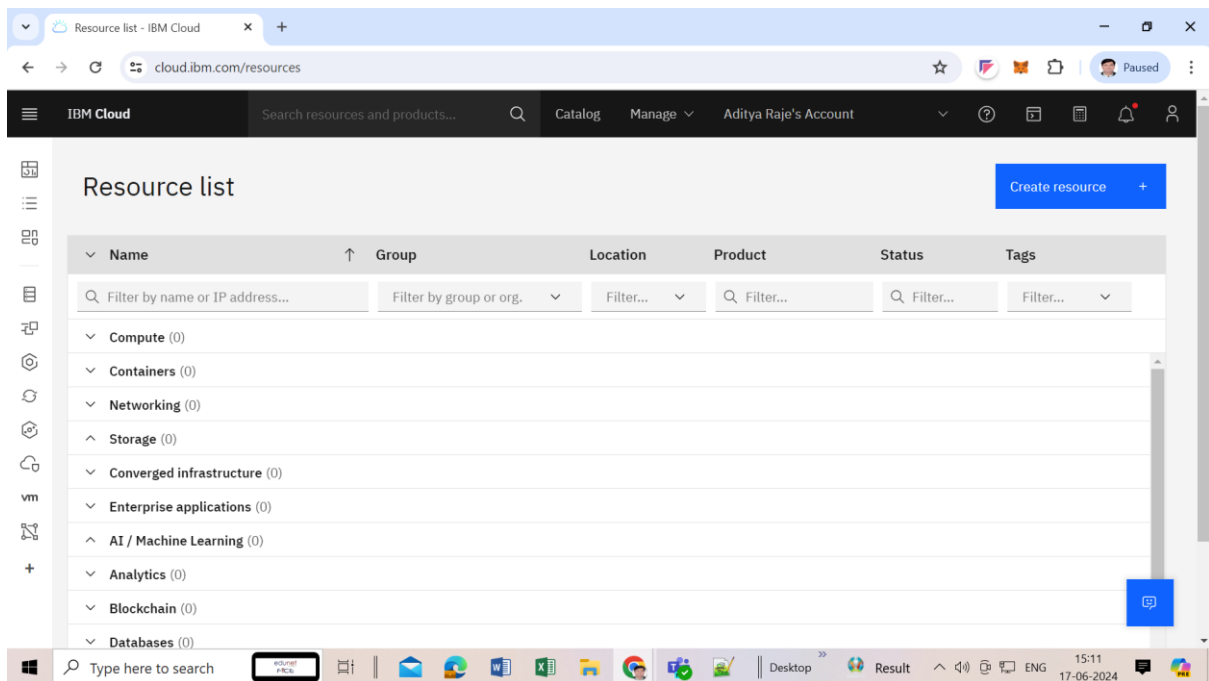 Resource list - IBM Cloud
cloud.ibm.com/resources
Paused
IBM Cloud
Search resources and products...
Catalog
Manage
Aditya Raje's Account
Resource list
Create resource +
Name Group Location Product Status Tags
Filter by name or IP address... Filter by group or org. Filter... Filter... Filter... Filter...
Compute (0)
Containers (0)
Networking (0)
Storage (0)
Converged infrastructure (0)
Enterprise applications (0)
vm
AI / Machine Learning (0)
Analytics (0)
Blockchain (0)
Databases (0)
Type here to search
edunet
Desktop
Result
ENG
15:11
17-06-2024
PRE